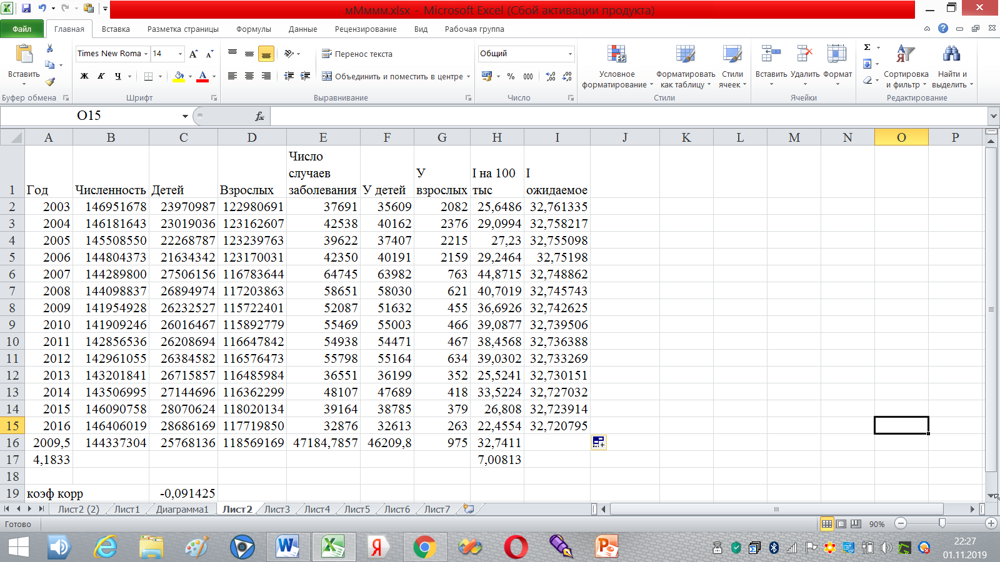 мМммм.xlsx - Microsoft Excel (Сбой активации продукта)
Файл Главная Вставка Разметка страницы Формулы Данные Рецензирование Вид Рабочая группа
Вставить
Буфер обмена
Times New Roma 14
Ж К Ч
Шрифт
Перенос текста
Объединить и поместить в центре
Выравнивание
Общий
% 000
Число
Условное форматирование
Форматировать как таблицу
Стили ячеек
Стили
Вставить Удалить Формат
Ячейки
Сортировка и фильтр
Найти и выделить
Редактирование
O15 fx
A B C D E F G H I J K L M N O P
1 Год Численность Детей Взрослых Число случаев заболевания У детей У взрослых I на 100 тыс I ожидаемое
2 2003 146951678 23970987 122980691 37691 35609 2082 25,6486 32,761335
3 2004 146181643 23019036 123162607 42538 40162 2376 29,0994 32,758217
4 2005 145508550 22268787 123239763 39622 37407 2215 27,23 32,755098
5 2006 144804373 21634342 123170031 42350 40191 2159 29,2464 32,75198
6 2007 144289800 27506156 116783644 64745 63982 763 44,8715 32,748862
7 2008 144098837 26894974 117203863 58651 58030 621 40,7019 32,745743
8 2009 141954928 26232527 115722401 52087 51632 455 36,6926 32,742625
9 2010 141909246 26016467 115892779 55469 55003 466 39,0877 32,739506
10 2011 142856536 26208694 116647842 54938 54471 467 38,4568 32,736388
11 2012 142961055 26384582 116576473 55798 55164 634 39,0302 32,733269
12 2013 143201841 26715857 116485984 36551 36199 352 25,5241 32,730151
13 2014 143506995 27144696 116362299 48107 47689 418 33,5224 32,727032
14 2015 146090758 28070624 118020134 39164 38785 379 26,808 32,723914
15 2016 146406019 28686169 117719850 32876 32613 263 22,4554 32,720795
16 2009,5 144337304 25768136 118569169 47184,7857 46209,8 975 32,7411
17 4,1833 7,00813
18
19 коэф корр -0,091425
Лист2 (2) Лист1 Диаграмма1 Лист2 Лист3 Лист4 Лист5 Лист6 Лист7
Готово 90%
22:27
01.11.2019